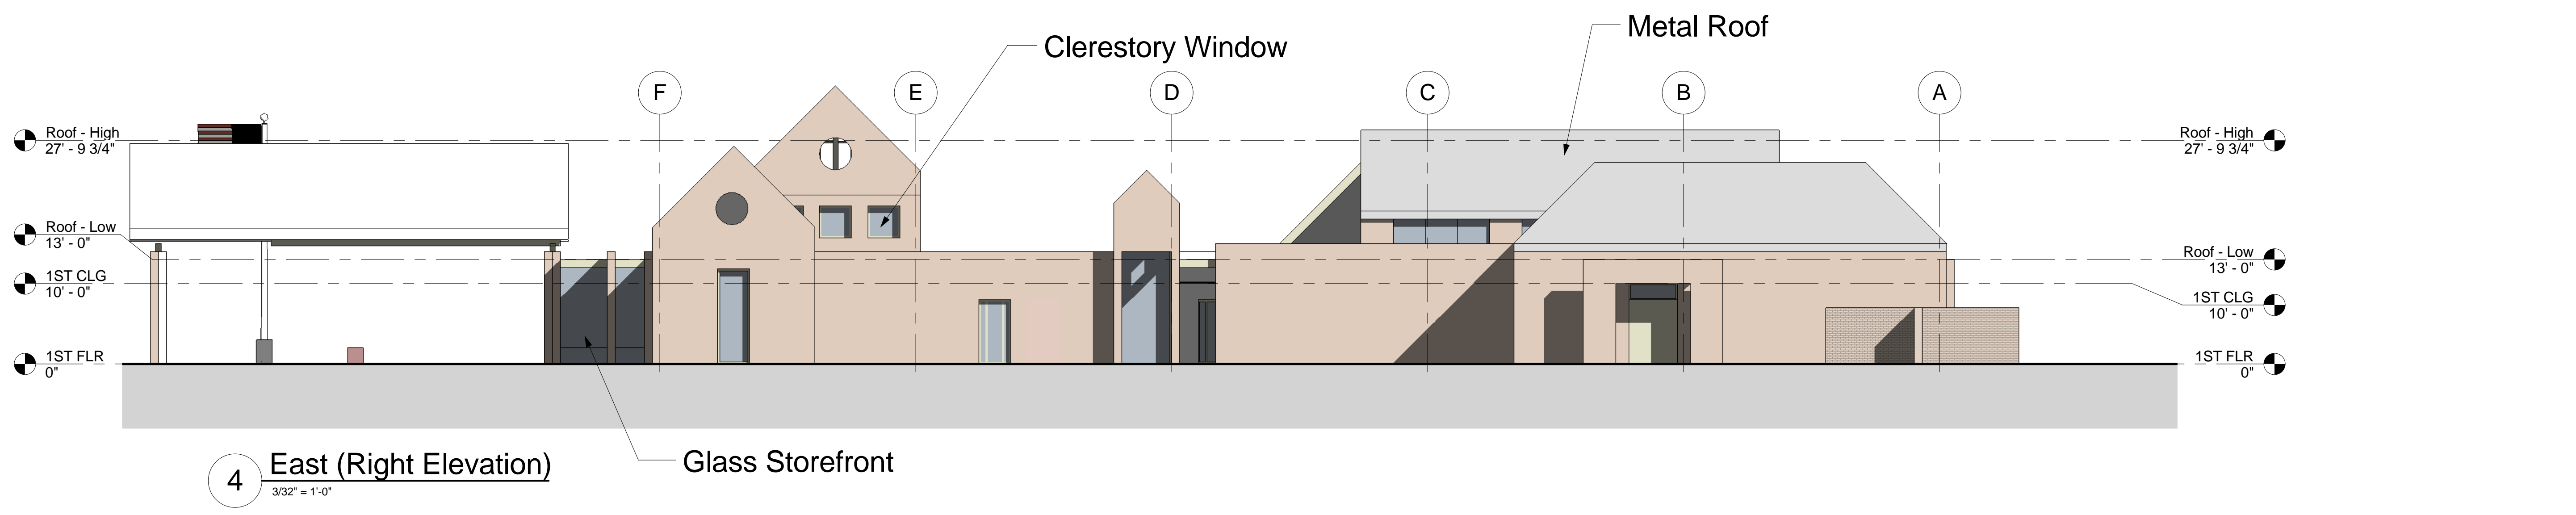 Metal Roof
Clerestory Window
F
E
D
C
B
A
Roof - High
27' - 9 3/4"
Roof - High
27' - 9 3/4"
Roof - Low
13' - 0"
Roof - Low
13' - 0"
1ST CLG
10' - 0"
1ST CLG
10' - 0"
1ST FLR
0"
1ST FLR
0"
Glass Storefront
4
East (Right Elevation)
3/32" = 1'-0"